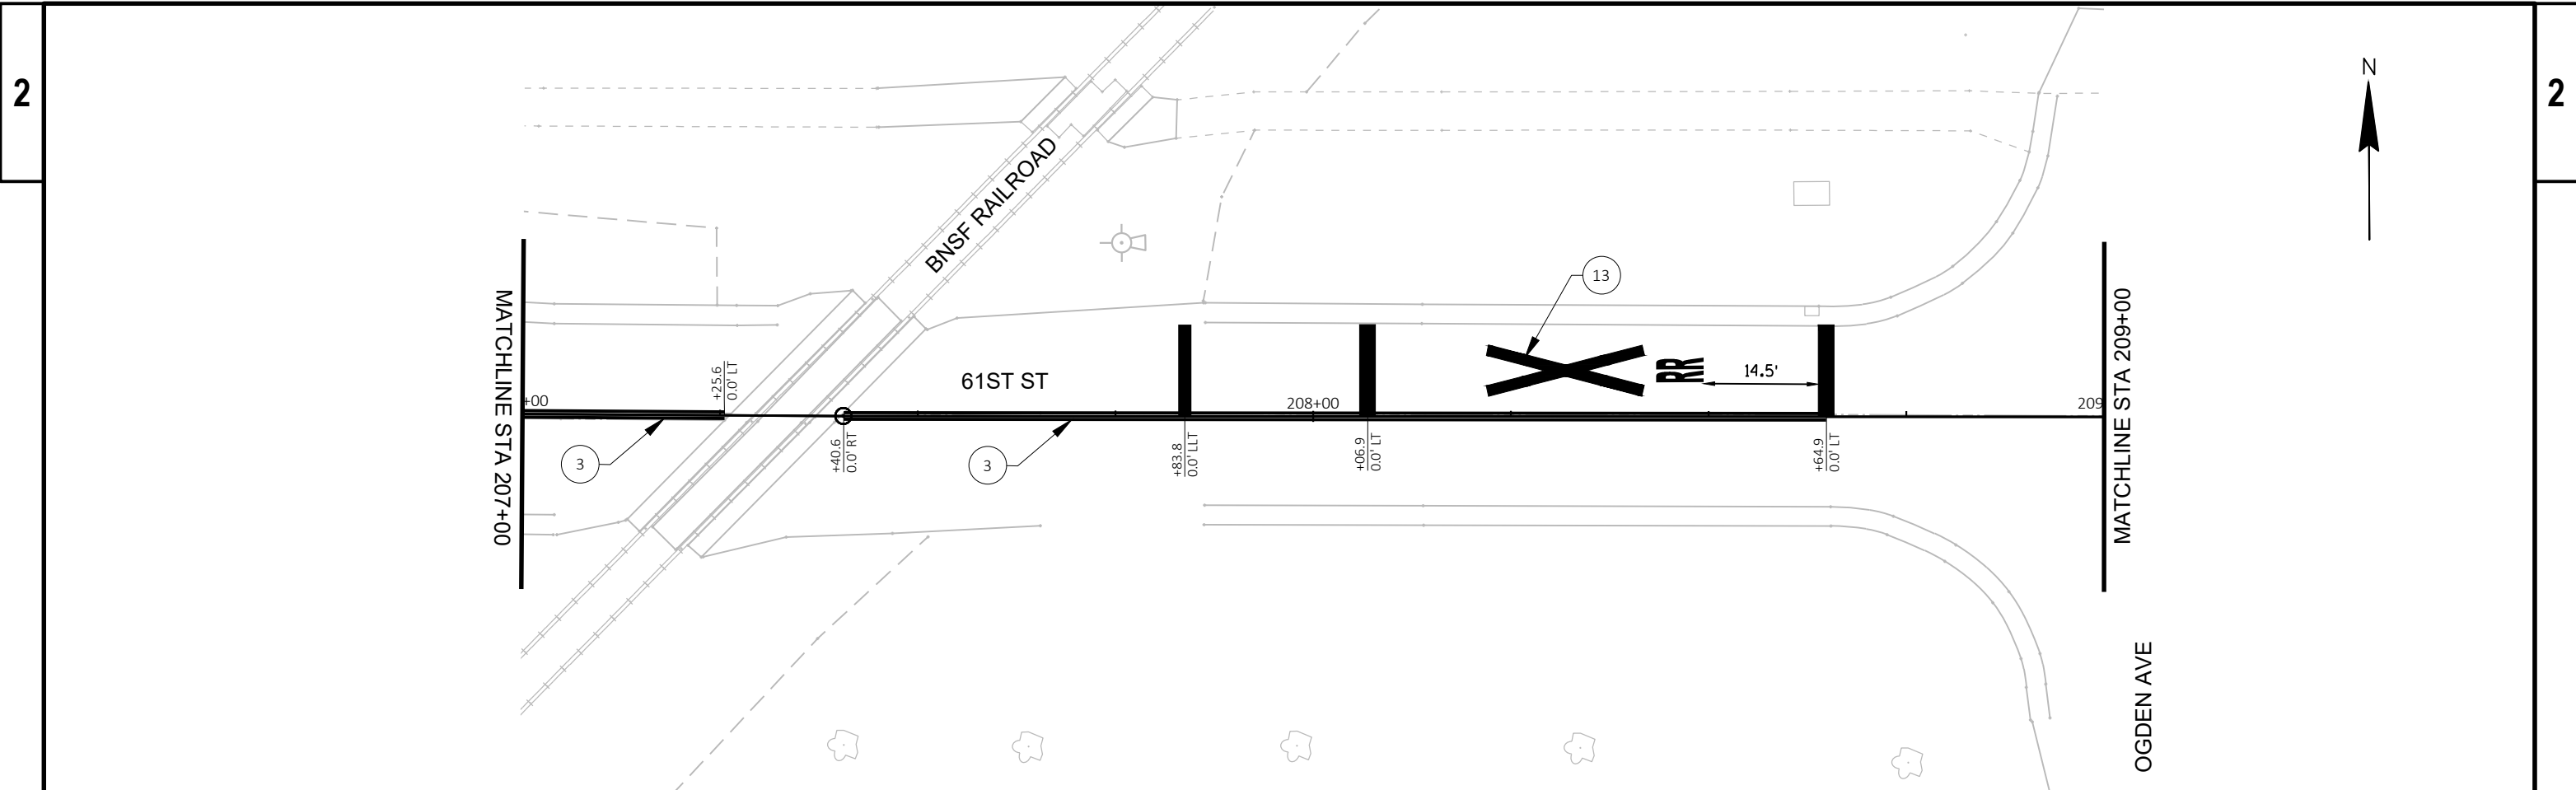 2
2
N
BNSF RAILROAD
13
MATCHLINE STA 207+00
MATCHLINE STA 209+00
+25.6
0.0' LT
61ST ST
RR
14.5'
+00
208+00
209
3
+40.6
0.0' RT
3
+83.8
0.0' LLT
+06.9
0.0' LT
+64.9
0.0' LT
OGDEN AVE